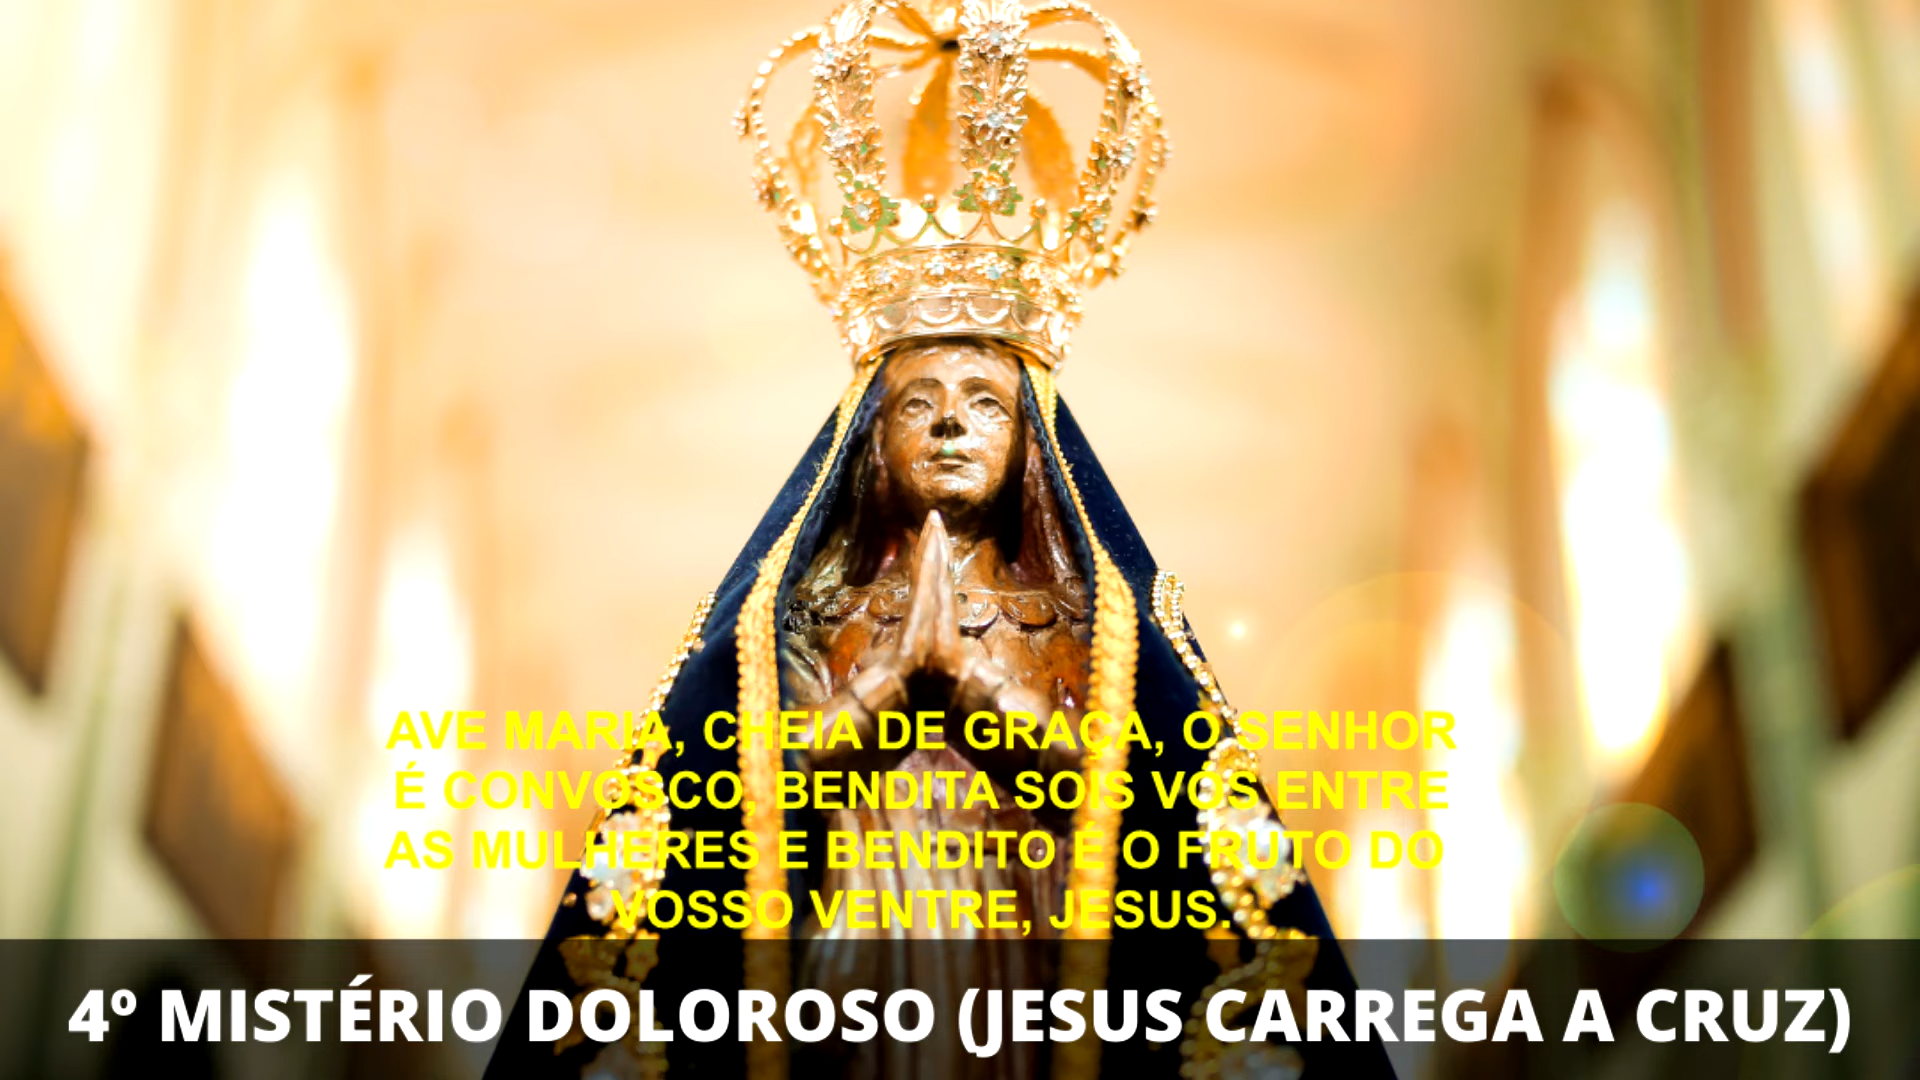 AVE MARIA, CHEIA DE GRAÇA, O SENHOR
É CONVOSCO, BENDITA SOIS VÓS ENTRE
AS MULHERES E BENDITO É O FRUTO DO
VOSSO VENTRE, JESUS.
4º MISTÉRIO DOLOROSO (JESUS CARREGA A CRUZ)